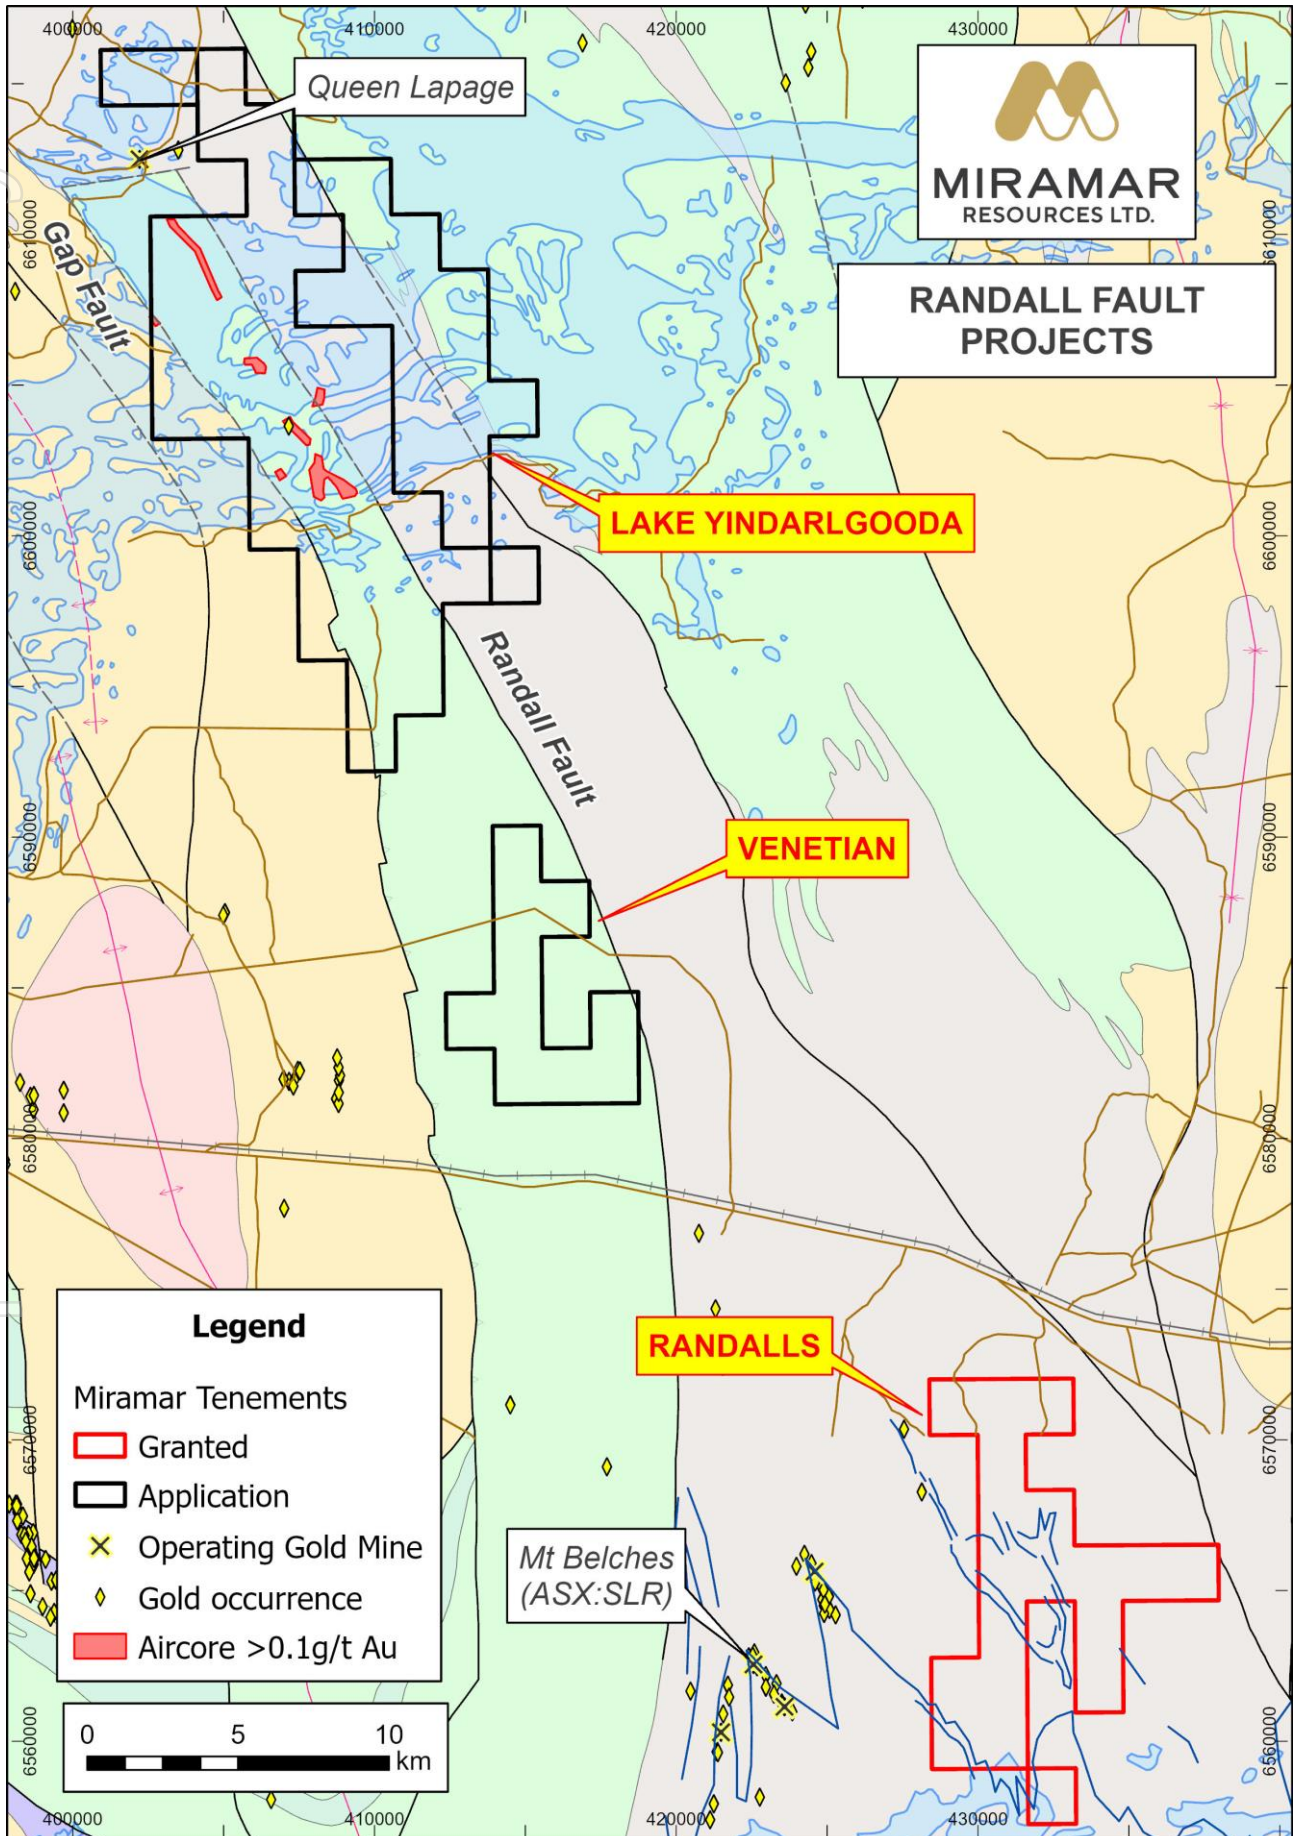 400000
410000
420000
430000
Queen Lapage
MIRAMAR
RESOURCES LTD.
6610000
6610000
RANDALL FAULT
PROJECTS
Gap Fault
LAKE YINDARLGOODA
6600000
6600000
Randall Fault
6590000
6590000
VENETIAN
6580000
6580000
RANDALLS
Legend
Miramar Tenements
Granted
Application
Operating Gold Mine
Gold occurrence
Aircore >0.1g/t Au
6570000
6570000
Mt Belches
(ASX:SLR)
0 5 10
km
6560000
6560000
400000
410000
420000
430000